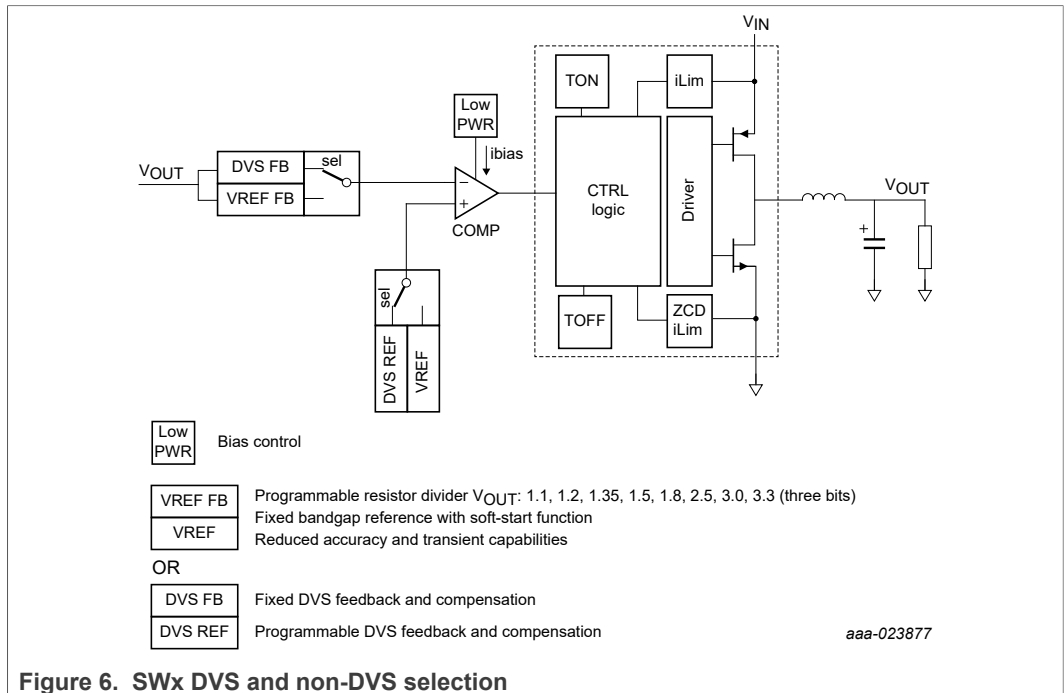 VIN
TON
iLim
Low
PWR
ibias
VOUT
DVS FB
sel
VREF FB
−
+
COMP
CTRL
logic
Driver
VOUT
+
sel
DVS REF
VREF
TOFF
ZCD
iLim
Low
PWR
Bias control
VREF FB
Programmable resistor divider VOUT: 1.1, 1.2, 1.35, 1.5, 1.8, 2.5, 3.0, 3.3 (three bits)
Fixed bandgap reference with soft-start function
VREF
Reduced accuracy and transient capabilities
OR
DVS FB
Fixed DVS feedback and compensation
DVS REF
Programmable DVS feedback and compensation
aaa-023877
Figure 6. SWx DVS and non-DVS selection